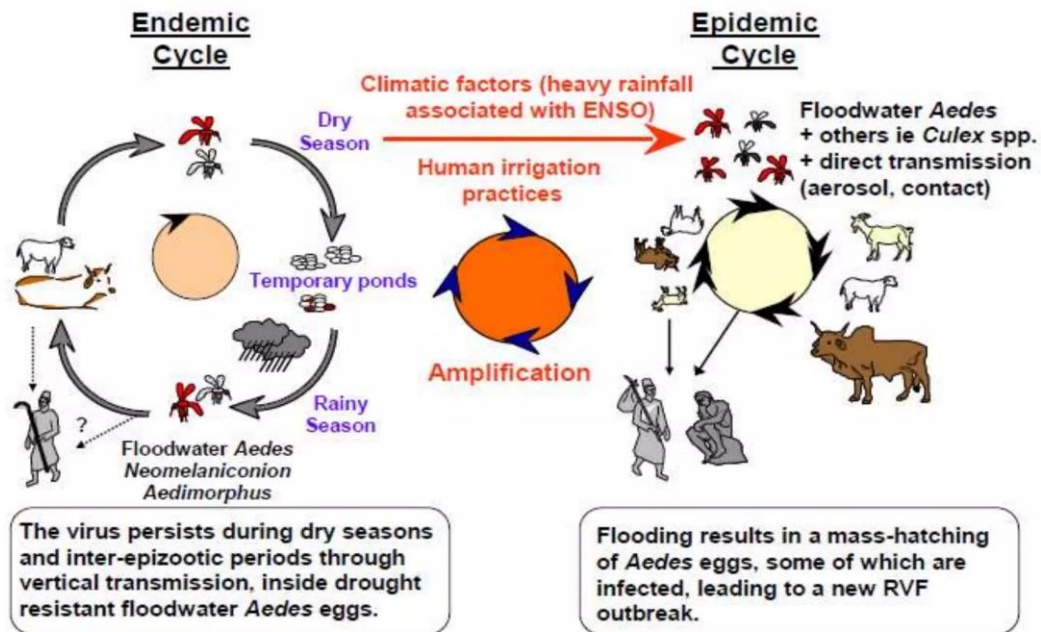 Endemic
Cycle
Epidemic
Cycle
Climatic factors (heavy rainfall
associated with ENSO)
Dry
Season
Human irrigation
practices
Floodwater Aedes
+ others ie Culex spp.
+ direct transmission
(aerosol, contact)
Temporary ponds
Amplification
Rainy
Season
?
Floodwater Aedes
Neomelaniconion
Aedimorphus
The virus persists during dry seasons
and inter-epizootic periods through
vertical transmission, inside drought
resistant floodwater Aedes eggs.
Flooding results in a mass-hatching
of Aedes eggs, some of which are
infected, leading to a new RVF
outbreak.